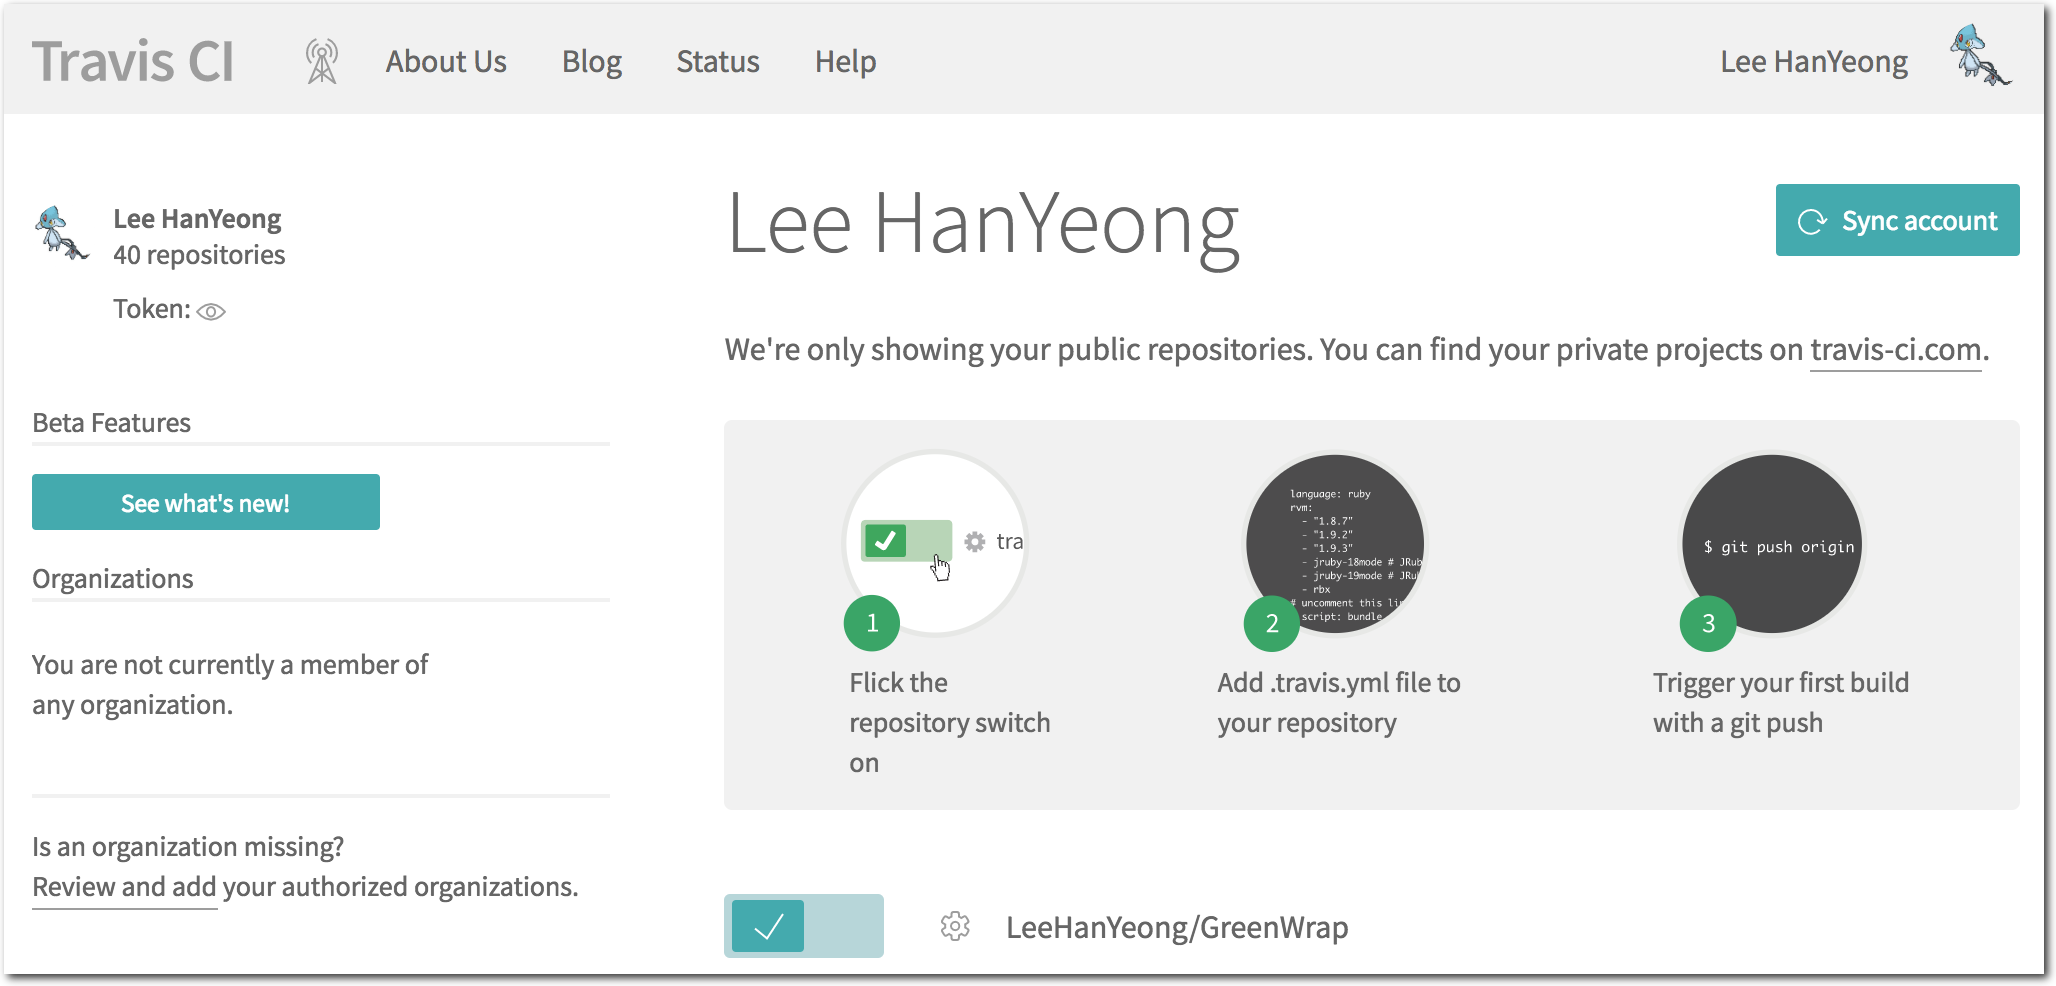 Travis CI
About Us
Blog
Status
Help
Lee HanYeong
Lee HanYeong
40 repositories
Token:
Beta Features
See what's new!
Organizations
You are not currently a member of
any organization.
Is an organization missing?
Review and add your authorized organizations.
Lee HanYeong
Sync account
We're only showing your public repositories. You can find your private projects on travis-ci.com.
tra
1
Flick the
repository switch
on
language: ruby
rvm:
- "1.8.7"
- "1.9.2"
- "1.9.3"
- jruby-18mode # JRub
- jruby-19mode # JRu
- rbx
# uncomment this li
script: bundle
2
Add .travis.yml file to
your repository
$ git push origin
3
Trigger your first build
with a git push
LeeHanYeong/GreenWrap